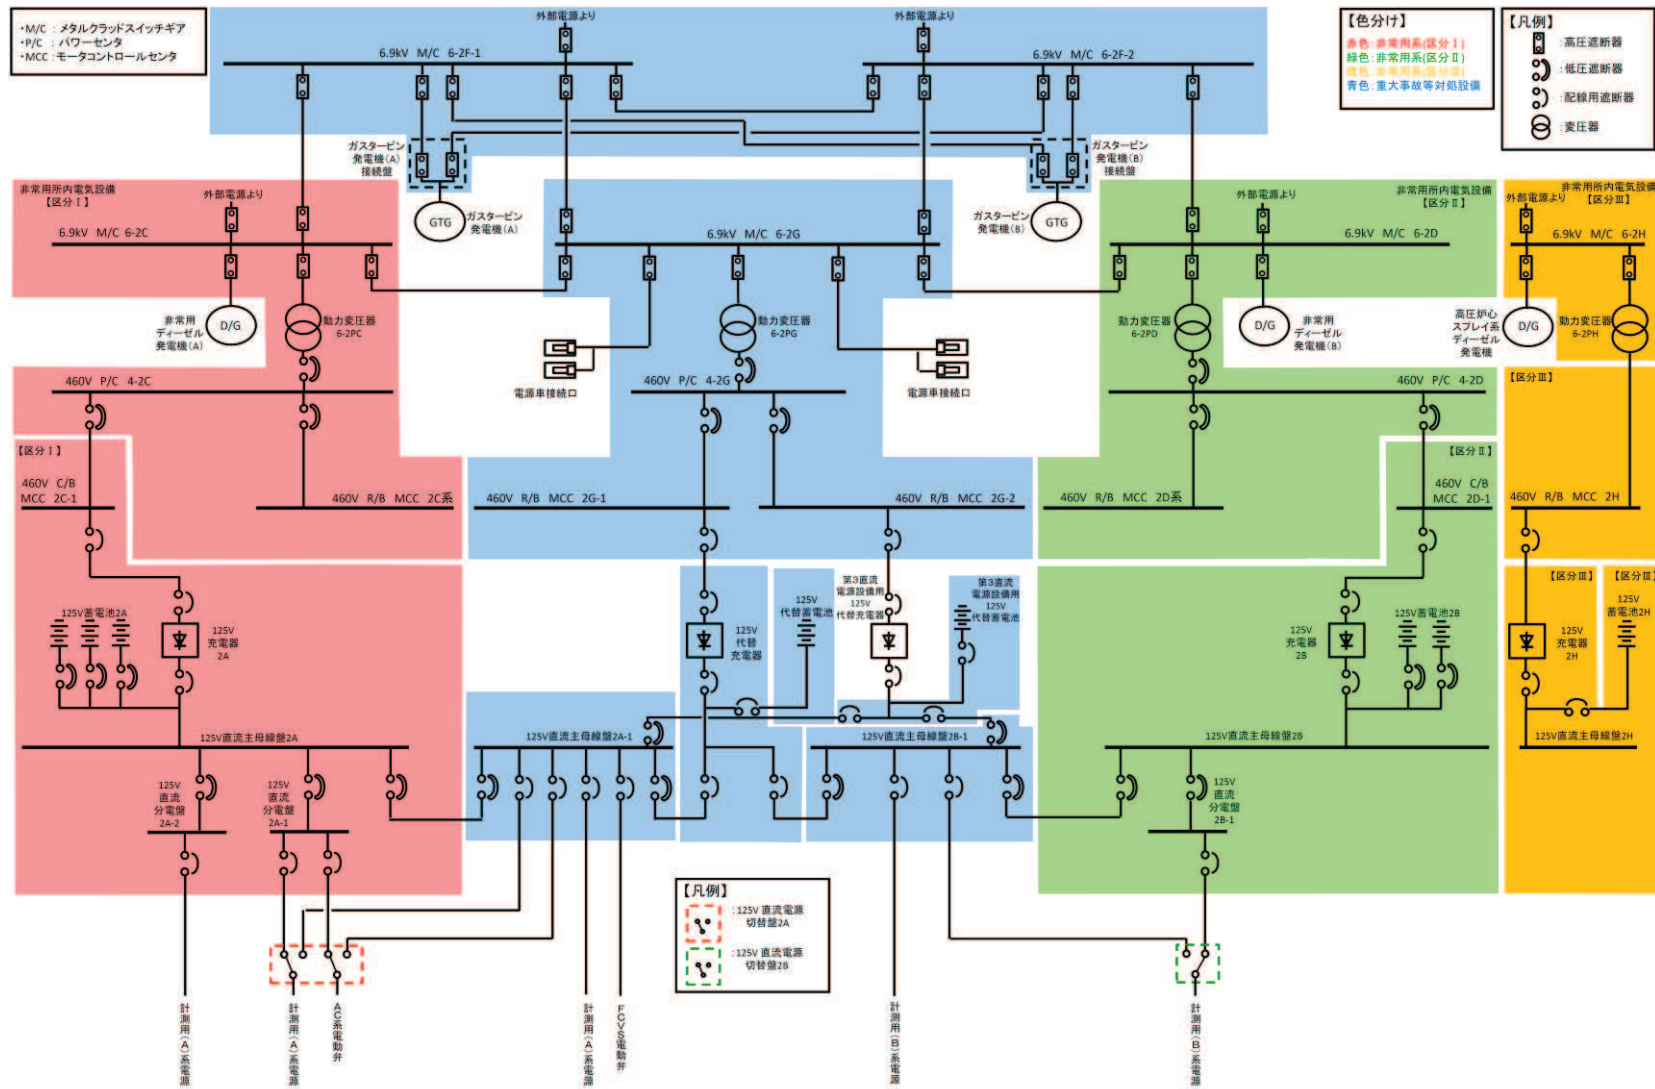 ・M/C : メタルクラッドスイッチギア
・P/C : パワーセンタ
・MCC : モータコントロールセンタ
外部電源より
外部電源より
【色分け】
赤色:非常用系(区分Ⅰ)
緑色:非常用系(区分Ⅱ)
橙色:非常用系(区分Ⅲ)
青色:重大事故等対処設備
【凡例】
:高圧遮断器
:低圧遮断器
:配線用遮断器
:変圧器
6.9kV M/C 6-2F-1
6.9kV M/C 6-2F-2
ガスタービン
発電機(A)
接続盤
ガスタービン
発電機(B)
接続盤
非常用所内電気設備
【区分Ⅰ】
外部電源より
6.9kV M/C 6-2C
GTG
ガスタービン
発電機(A)
6.9kV M/C 6-2G
ガスタービン
発電機(B)
GTG
外部電源より
非常用所内電気設備
【区分Ⅱ】
6.9kV M/C 6-2D
非常用所内電気設備
【区分Ⅲ】
外部電源より
6.9kV M/C 6-2H
非常用
ディーゼル
発電機(A)
D/G
動力変圧器
6-2PC
動力変圧器
6-2PG
動力変圧器
6-2PD
D/G
非常用
ディーゼル
発電機(B)
高圧炉心
スプレイ系
ディーゼル
発電機
D/G
動力変圧器
6-2PH
電源車接続口
電源車接続口
460V P/C 4-2C
460V P/C 4-2G
460V P/C 4-2D
【区分Ⅲ】
【区分Ⅰ】
460V C/B
MCC 2C-1
460V R/B MCC 2C系
460V R/B MCC 2G-1
460V R/B MCC 2G-2
460V R/B MCC 2D系
【区分Ⅱ】
460V C/B
MCC 2D-1
460V R/B MCC 2H
125V蓄電池2A
125V
充電器
2A
125V
代替
充電器
125V
代替蓄電池
第3直流
電源設備用
125V
代替充電器
第3直流
電源設備用
125V
代替蓄電池
125V
充電器
2B
125V蓄電池2B
【区分Ⅲ】
125V
充電器
2H
【区分Ⅲ】
125V
蓄電池2H
125V直流主母線盤2A
125V直流主母線盤2A-1
125V直流主母線盤2B-1
125V直流主母線盤2B
125V直流主母線盤2H
125V
直流
分電盤
2A-2
125V
直流
分電盤
2A-1
125V
直流
分電盤
2B-1
【凡例】
:125V 直流電源
切替盤2A
:125V 直流電源
切替盤2B
計測用(A)系電源
計測用(A)系電源
AC系電動弁
計測用(A)系電源
FCVS電動弁
計測用(B)系電源
計測用(B)系電源